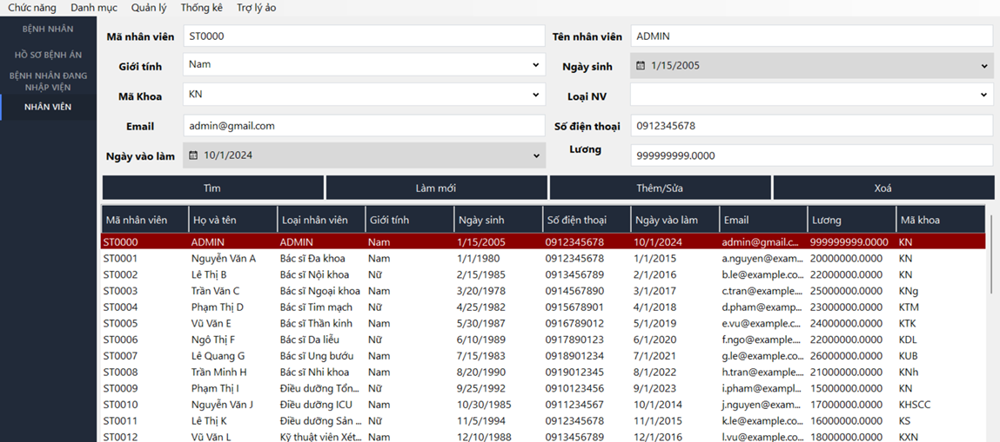 Chức năng Danh mục Quản lý Thống kê Trợ lý ảo
BỆNH NHÂN
HỒ SƠ BỆNH ÁN
BỆNH NHÂN ĐANG
NHẬP VIỆN
NHÂN VIÊN
Mã nhân viên ST0000 Tên nhân viên ADMIN
Giới tính Nam Ngày sinh 1/15/2005
Mã Khoa KN Loại NV
Email admin@gmail.com Số điện thoại 0912345678
Ngày vào làm 10/1/2024 Lương 999999999.0000
Tìm Làm mới Thêm/Sửa Xoá
Mã nhân viên Họ và tên Loại nhân viên Giới tính Ngày sinh Số điện thoại Ngày vào làm Email Lương Mã khoa
ST0000 ADMIN ADMIN Nam 1/15/2005 0912345678 10/1/2024 admin@gmail.c... 999999999.0000 KN
ST0001 Nguyễn Văn A Bác sĩ Đa khoa Nam 1/1/1980 0912345678 1/1/2015 a.nguyen@exam... 20000000.0000 KN
ST0002 Lê Thị B Bác sĩ Nội khoa Nữ 2/15/1985 0913456789 2/1/2016 b.le@example.co... 22000000.0000 KN
ST0003 Trần Văn C Bác sĩ Ngoại khoa Nam 3/20/1978 0914567890 3/1/2017 c.tran@example.... 25000000.0000 KNg
ST0004 Phạm Thị D Bác sĩ Tim mạch Nữ 4/25/1982 0915678901 4/1/2018 d.pham@examp... 23000000.0000 KTM
ST0005 Vũ Văn E Bác sĩ Thần kinh Nam 5/30/1987 0916789012 5/1/2019 e.vu@example.c... 24000000.0000 KTK
ST0006 Ngô Thị F Bác sĩ Da liễu Nữ 6/10/1989 0917890123 6/1/2020 f.ngo@example.... 22000000.0000 KDL
ST0007 Lê Quang G Bác sĩ Ung bướu Nam 7/15/1983 0918901234 7/1/2021 g.le@example.co... 26000000.0000 KUB
ST0008 Trần Minh H Bác sĩ Nhi khoa Nam 8/20/1990 0919012345 8/1/2022 h.tran@example.... 21000000.0000 KNh
ST0009 Phạm Thị I Điều dưỡng Tổn... Nữ 9/25/1992 0910123456 9/1/2023 i.pham@exampl... 15000000.0000 KN
ST0010 Nguyễn Văn J Điều dưỡng ICU Nam 10/30/1985 0911234567 10/1/2014 j.nguyen@exam... 17000000.0000 KHSCC
ST0011 Lê Thị K Điều dưỡng Sản ... Nữ 11/5/1994 0912345678 11/1/2015 k.le@example.co... 16000000.0000 KS
ST0012 Vũ Văn L Kỹ thuật viên Xét... Nam 12/10/1988 0913456789 12/1/2016 l.vu@example.co... 18000000.0000 KXN